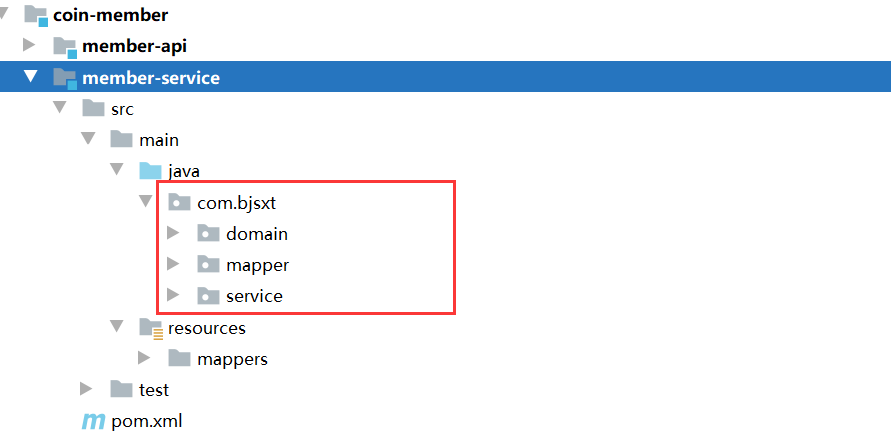 coin-member
member-api
member-service
src
main
java
com.bjsxt
domain
mapper
service
resources
mappers
test
m pom.xml